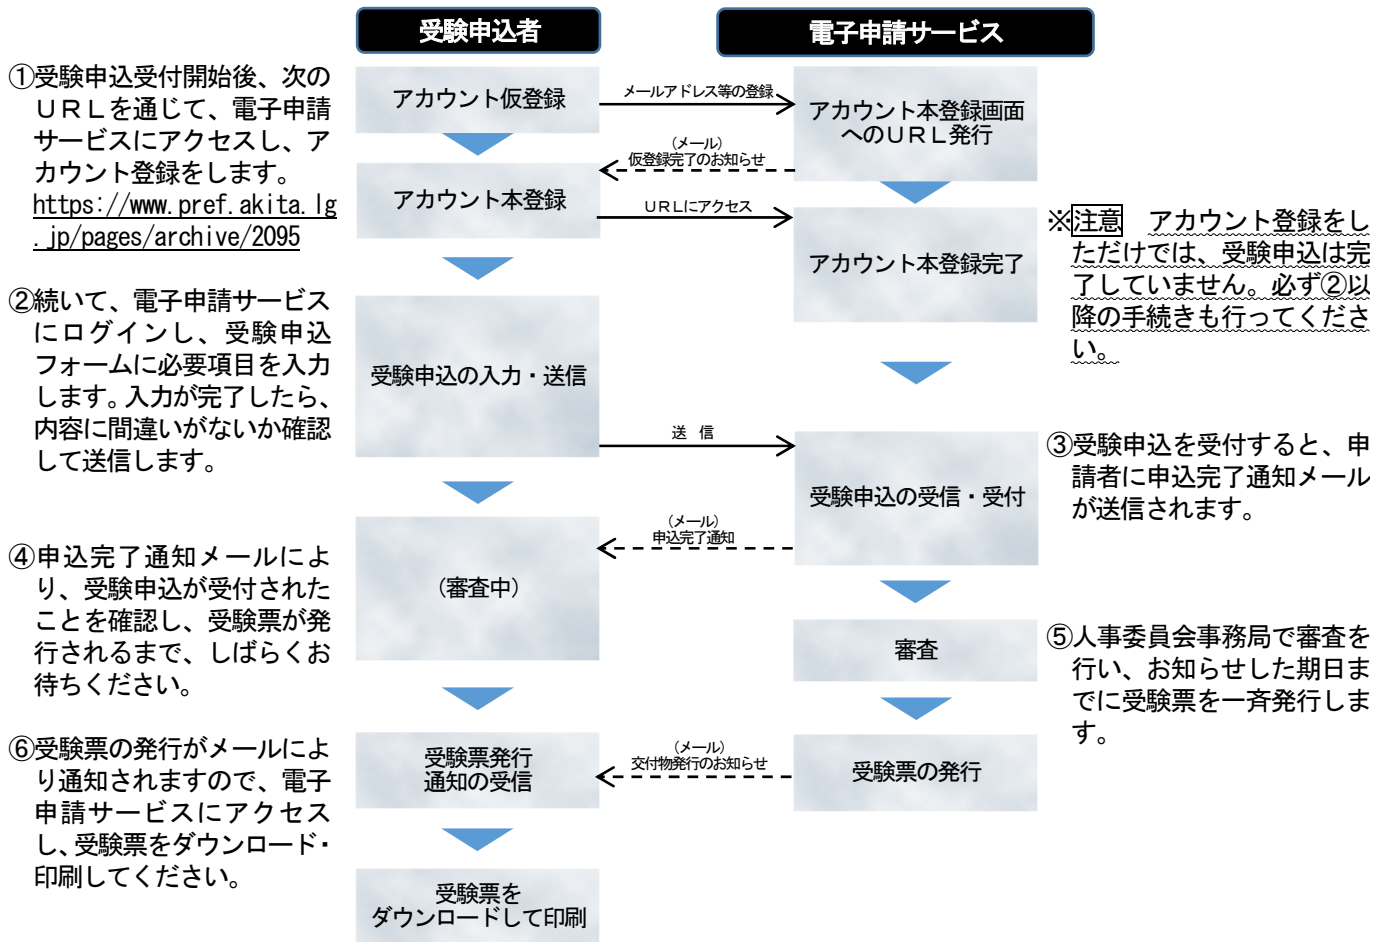 受験申込者
電子申請サービス
①受験申込受付開始後、次の
ＵＲＬを通じて、電子申請
サービスにアクセスし、ア
カウント登録をします。
https://www.pref.akita.lg
.jp/pages/archive/2095
アカウント仮登録
メールアドレス等の登録
アカウント本登録画面
へのＵＲＬ発行
（メール）
仮登録完了のお知らせ
アカウント本登録
ＵＲＬにアクセス
アカウント本登録完了
※注意　アカウント登録をし
ただけでは、受験申込は完
了していません。必ず②以
降の手続きも行ってくださ
い。
②続いて、電子申請サービス
にログインし、受験申込
フォームに必要項目を入力
します。入力が完了したら、
内容に間違いがないか確認
して送信します。
受験申込の入力・送信
送　信
受験申込の受信・受付
③受験申込を受付すると、申
請者に申込完了通知メール
が送信されます。
（メール）
申込完了通知
④申込完了通知メールによ
り、受験申込が受付された
ことを確認し、受験票が発
行されるまで、しばらくお
待ちください。
（審査中）
審査
⑤人事委員会事務局で審査を
行い、お知らせした期日ま
でに受験票を一斉発行しま
す。
⑥受験票の発行がメールによ
り通知されますので、電子
申請サービスにアクセス
し、受験票をダウンロード・
印刷してください。
受験票発行
通知の受信
（メール）
交付物発行のお知らせ
受験票の発行
受験票を
ダウンロードして印刷